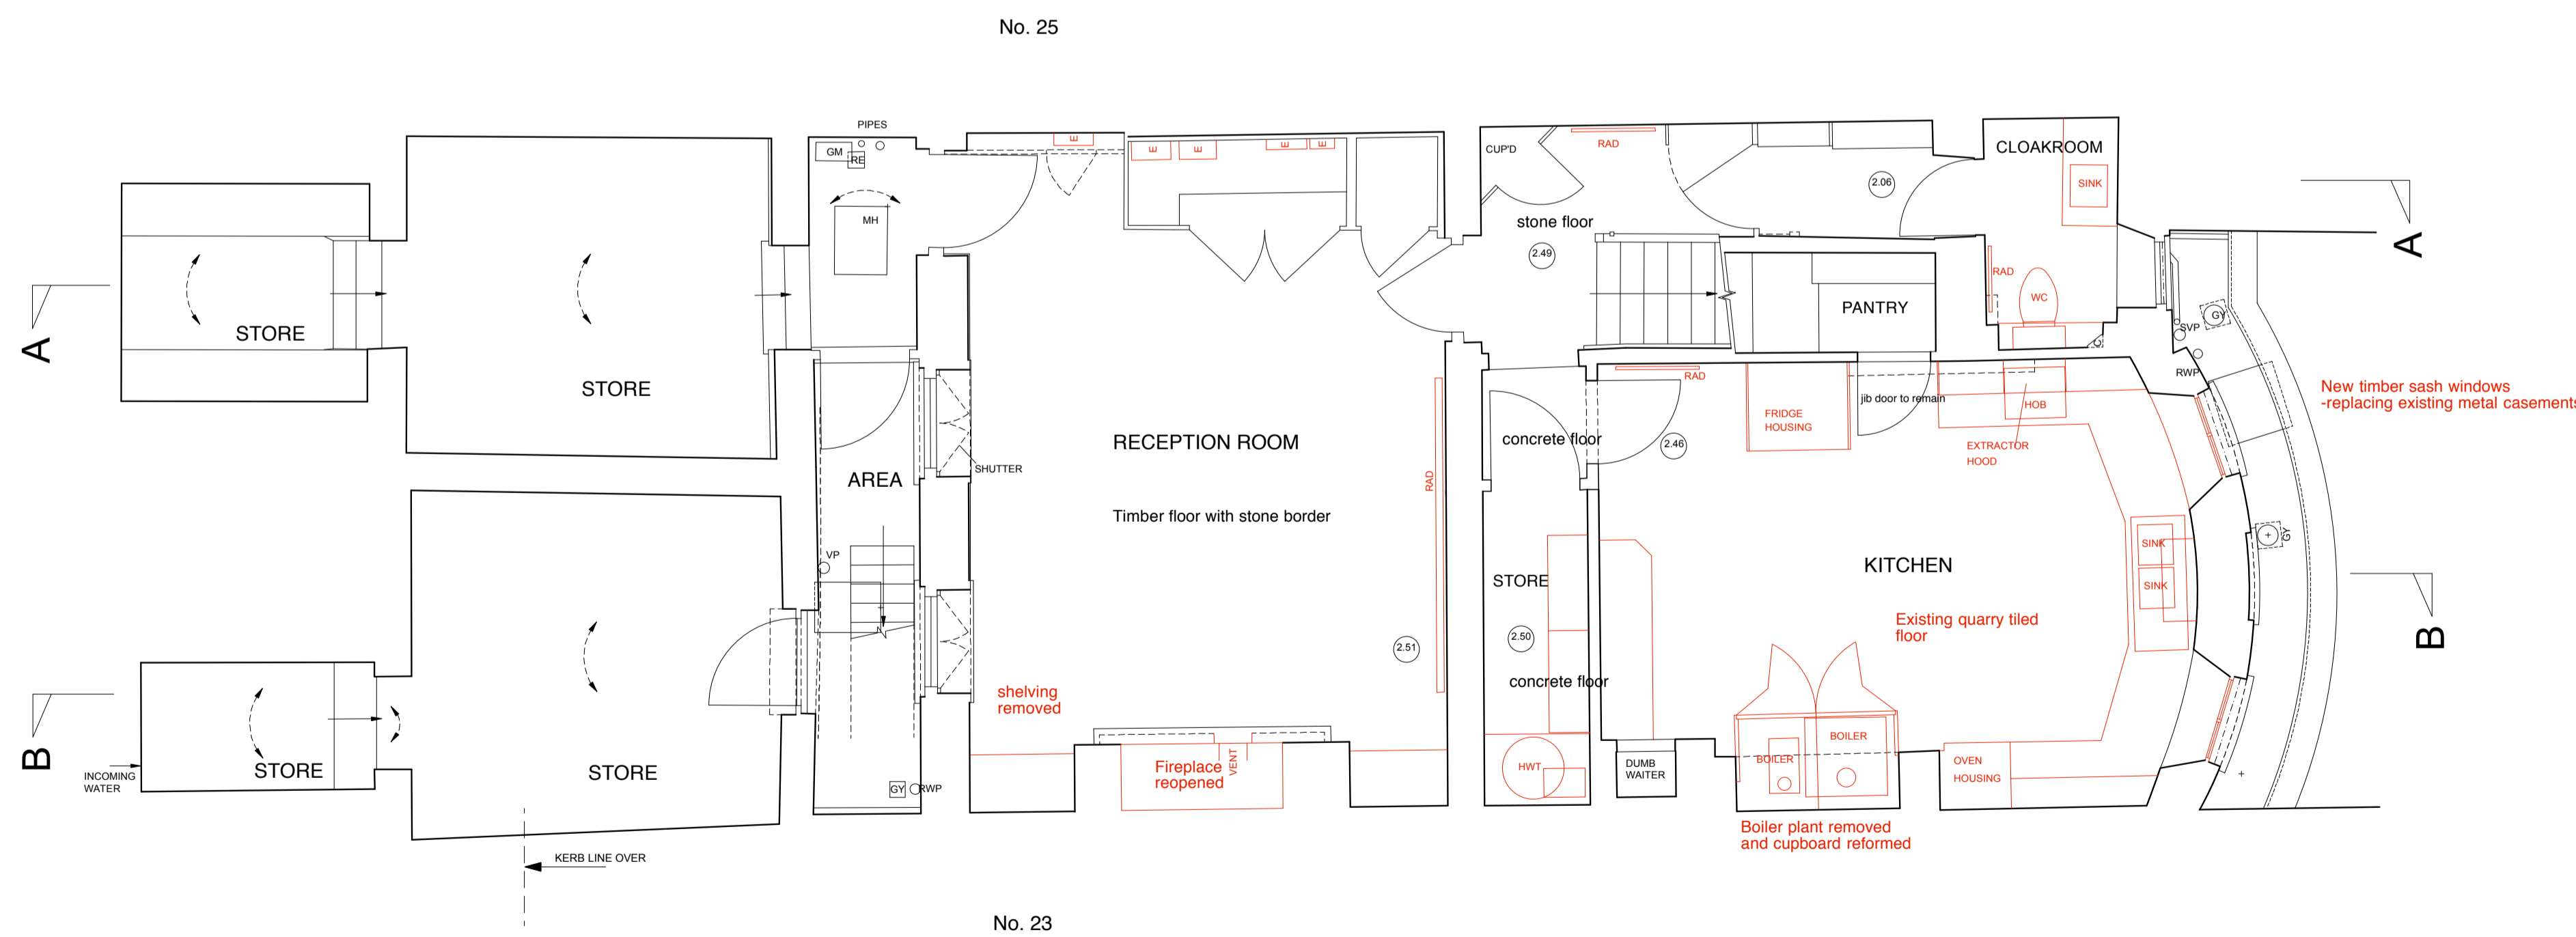 No. 25
PIPES
GM
RE
MH
E
E
E
E
E
CUP'D
RAD
2.06
CLOAKROOM
SINK
stone floor
2.49
A
A
STORE
STORE
RAD
WC
PANTRY
GY
SVP
RWP
RAD
New timber sash windows
-replacing existing metal casements
FRIDGE
HOUSING
jib door to remain
HOB
EXTRACTOR
HOOD
RECEPTION ROOM
concrete floor
2.46
AREA
SHUTTER
RAD
Timber floor with stone border
VP
STORE
KITCHEN
SINK
SINK
GY
Existing quarry tiled
floor
2.51
2.50
B
B
shelving
removed
concrete floor
INCOMING
WATER
STORE
STORE
GY
RWP
Fireplace
reopened
VENT
HWT
DUMB
WAITER
BOILER
BOILER
OVEN
HOUSING
Boiler plant removed
and cupboard reformed
KERB LINE OVER
No. 23